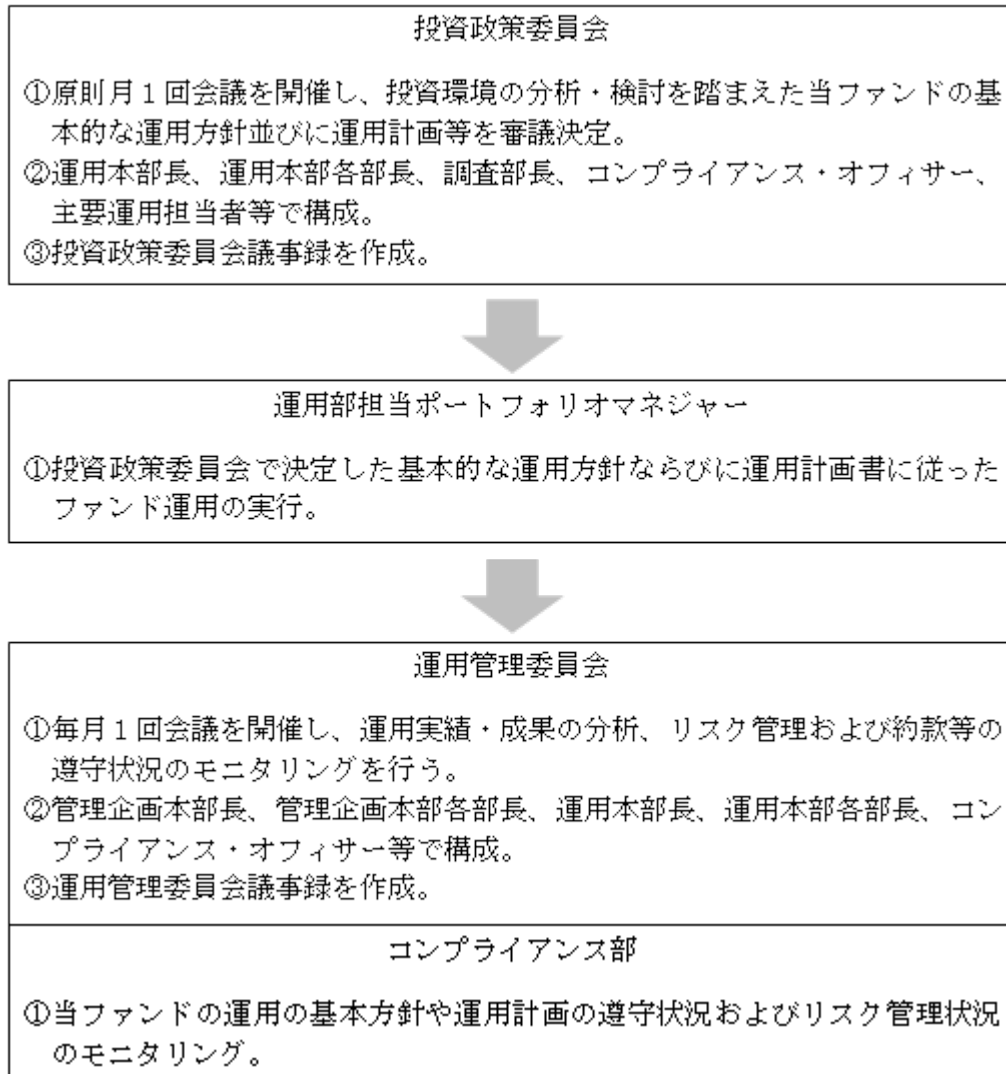 投資政策委員会
①原則月１回会議を開催し、投資環境の分析・検討を踏まえた当ファンドの基
本的な運用方針並びに運用計画等を審議決定。
②運用本部長、運用本部各部長、調査部長、コンプライアンス・オフィサー、
主要運用担当者等で構成。
③投資政策委員会議事録を作成。
運用部担当ポートフォリオマネジャー
①投資政策委員会で決定した基本的な運用方針ならびに運用計画書に従った
ファンド運用の実行。
運用管理委員会
①毎月１回会議を開催し、運用実績・成果の分析、リスク管理および約款等の
遵守状況のモニタリングを行う。
②管理企画本部長、管理企画本部各部長、運用本部長、運用本部各部長、コン
プライアンス・オフィサー等で構成。
③運用管理委員会議事録を作成。
コンプライアンス部
①当ファンドの運用の基本方針や運用計画の遵守状況およびリスク管理状況
のモニタリング。